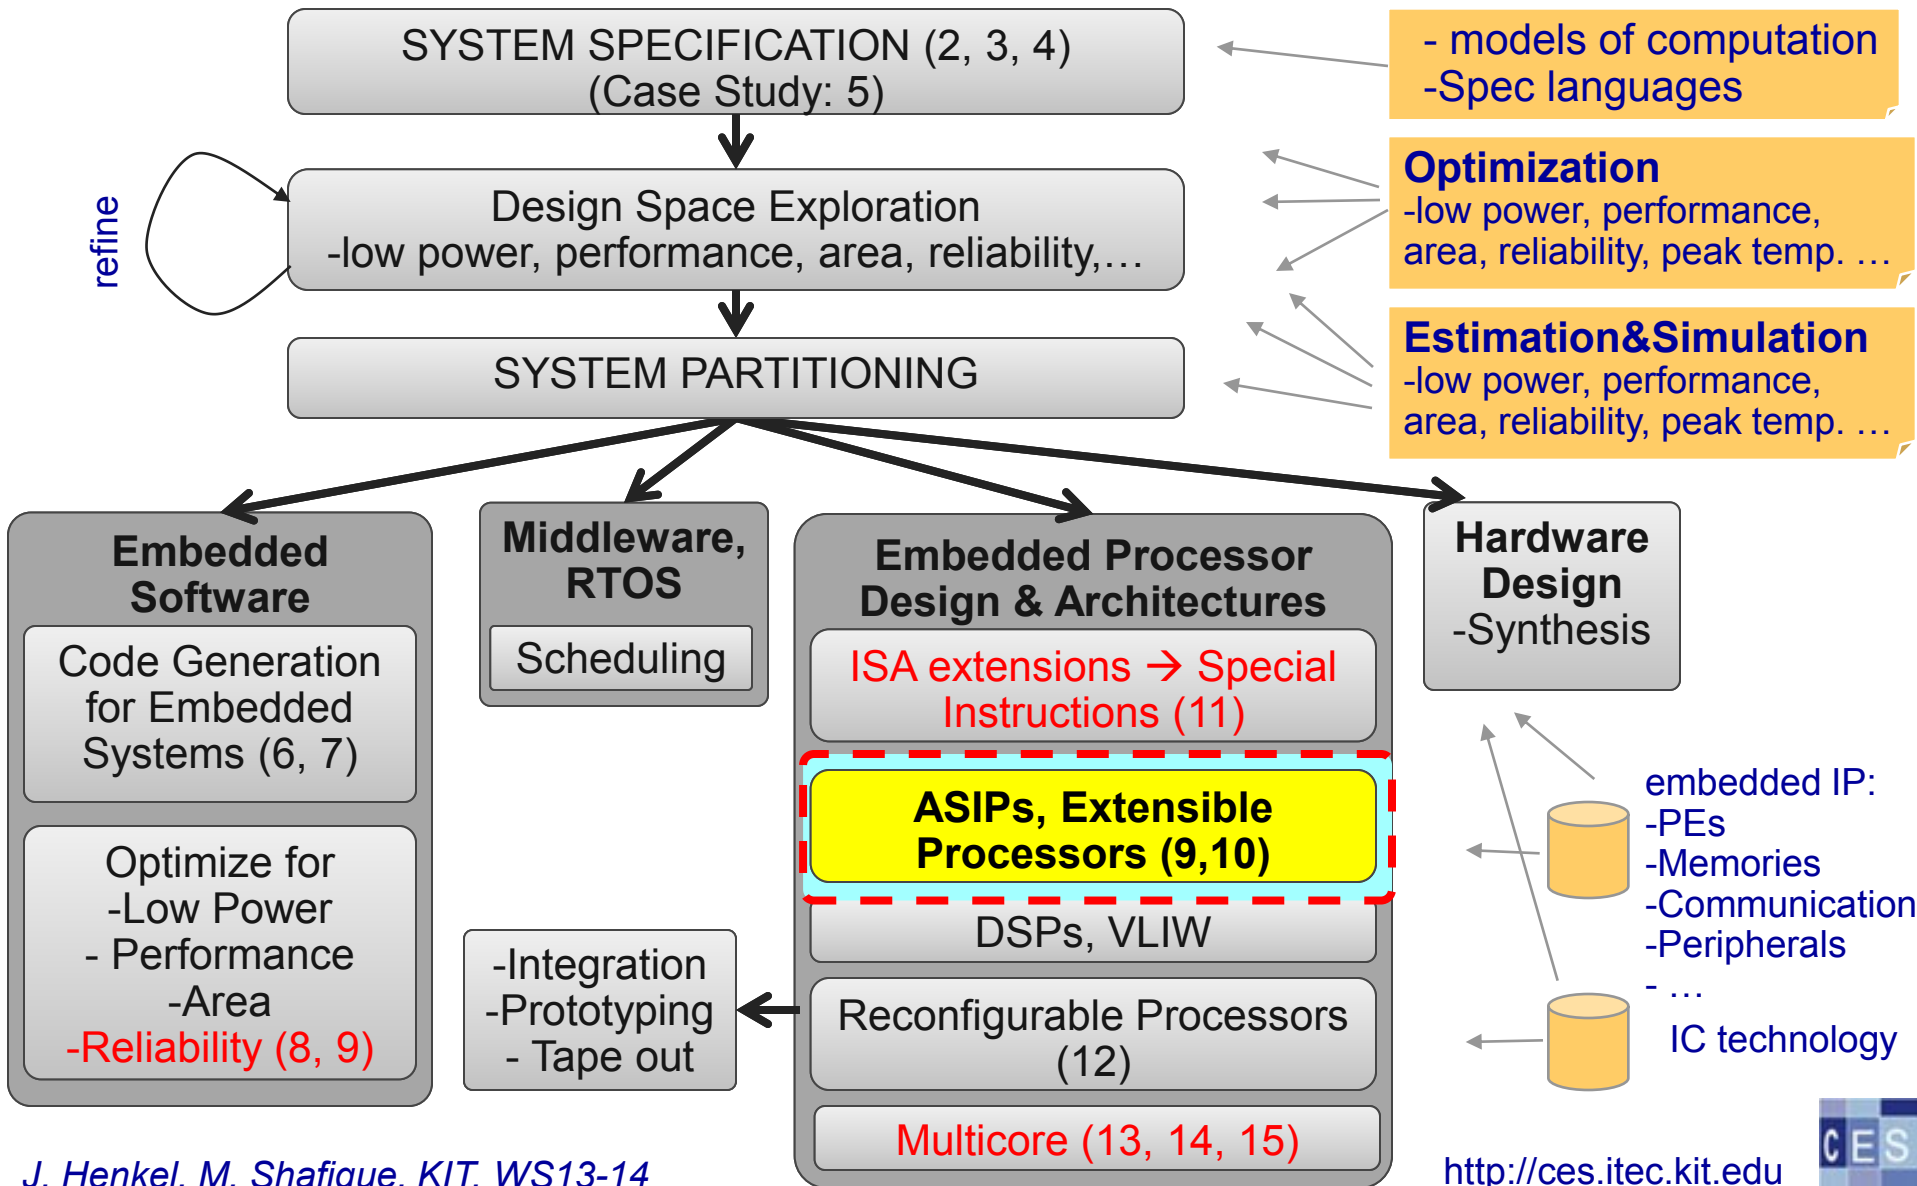 SYSTEM SPECIFICATION (2, 3, 4)
(Case Study: 5)
- models of computation
-Spec languages
refine
Design Space Exploration
-low power, performance, area, reliability,…
Optimization
-low power, performance,
area, reliability, peak temp. …
SYSTEM PARTITIONING
Estimation&Simulation
-low power, performance,
area, reliability, peak temp. …
Embedded
Software
Code Generation
for Embedded
Systems (6, 7)
Optimize for
-Low Power
- Performance
-Area
-Reliability (8, 9)
Middleware,
RTOS
Scheduling
-Integration
-Prototyping
- Tape out
Embedded Processor
Design & Architectures
ISA extensions → Special
Instructions (11)
ASIPs, Extensible
Processors (9,10)
DSPs, VLIW
Reconfigurable Processors
(12)
Multicore (13, 14, 15)
Hardware
Design
-Synthesis
embedded IP:
-PEs
-Memories
-Communication
-Peripherals
- …
IC technology
J. Henkel, M. Shafique, KIT, WS13-14
http://ces.itec.kit.edu
CES